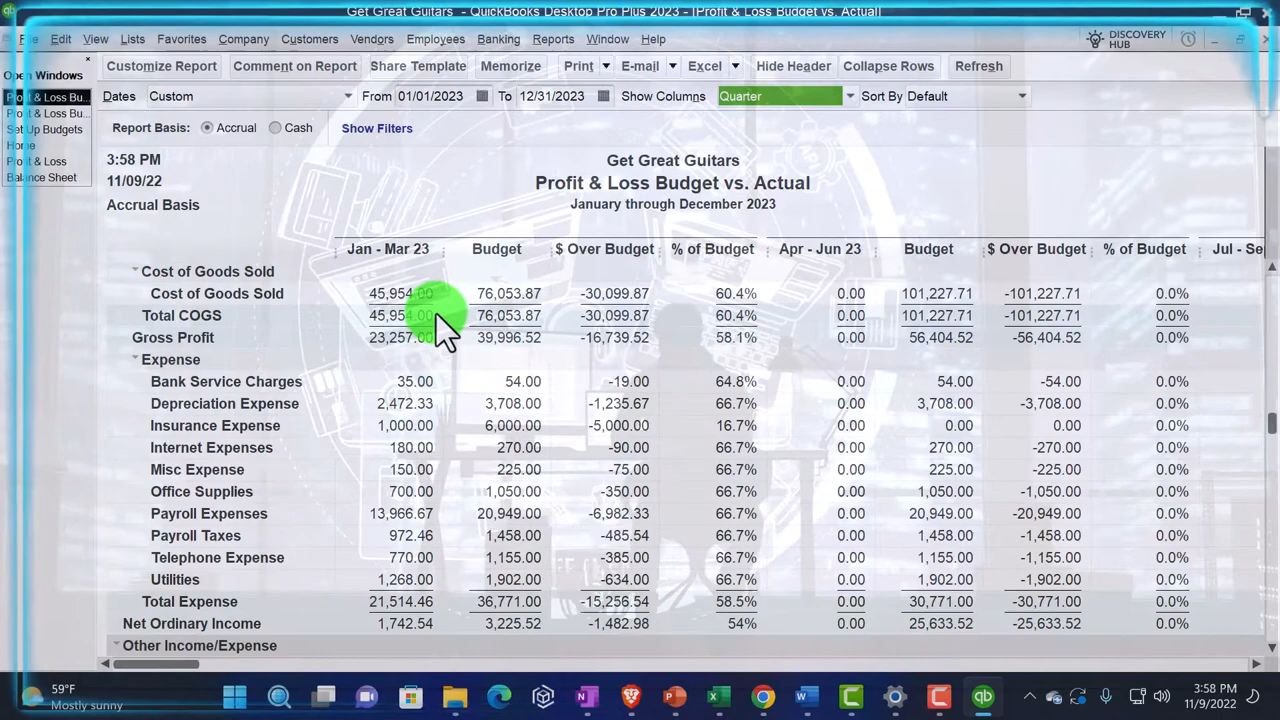 Get Great Guitars - QuickBooks Desktop Pro Plus 2023 - [Profit & Loss Budget vs. Actual]
File Edit View Lists Favorites Company Customers Vendors Employees Banking Reports Window Help
DISCOVERY
HUB
Customize Report Comment on Report Share Template Memorize Print E-mail Excel Hide Header Collapse Rows Refresh
Open Windows
Profit & Loss Bu...
Profit & Loss Bu...
Set Up Budgets
Home
Profit & Loss
Balance Sheet
Dates Custom From 01/01/2023 To 12/31/2023 Show Columns Quarter Sort By Default
Report Basis: Accrual Cash Show Filters
3:58 PM
11/09/22
Accrual Basis
Get Great Guitars
Profit & Loss Budget vs. Actual
January through December 2023
Jan - Mar 23 Budget $ Over Budget % of Budget Apr - Jun 23 Budget $ Over Budget % of Budget Jul - Se
Cost of Goods Sold
Cost of Goods Sold 45,954.00 76,053.87 -30,099.87 60.4% 0.00 101,227.71 -101,227.71 0.0%
Total COGS 45,954.00 76,053.87 -30,099.87 60.4% 0.00 101,227.71 -101,227.71 0.0%
Gross Profit 23,257.00 39,996.52 -16,739.52 58.1% 0.00 56,404.52 -56,404.52 0.0%
Expense
Bank Service Charges 35.00 54.00 -19.00 64.8% 0.00 54.00 -54.00 0.0%
Depreciation Expense 2,472.33 3,708.00 -1,235.67 66.7% 0.00 3,708.00 -3,708.00 0.0%
Insurance Expense 1,000.00 6,000.00 -5,000.00 16.7% 0.00 0.00 0.00 0.0%
Internet Expenses 180.00 270.00 -90.00 66.7% 0.00 270.00 -270.00 0.0%
Misc Expense 150.00 225.00 -75.00 66.7% 0.00 225.00 -225.00 0.0%
Office Supplies 700.00 1,050.00 -350.00 66.7% 0.00 1,050.00 -1,050.00 0.0%
Payroll Expenses 13,966.67 20,949.00 -6,982.33 66.7% 0.00 20,949.00 -20,949.00 0.0%
Payroll Taxes 972.46 1,458.00 -485.54 66.7% 0.00 1,458.00 -1,458.00 0.0%
Telephone Expense 770.00 1,155.00 -385.00 66.7% 0.00 1,155.00 -1,155.00 0.0%
Utilities 1,268.00 1,902.00 -634.00 66.7% 0.00 1,902.00 -1,902.00 0.0%
Total Expense 21,514.46 36,771.00 -15,256.54 58.5% 0.00 30,771.00 -30,771.00 0.0%
Net Ordinary Income 1,742.54 3,225.52 -1,482.98 54% 0.00 25,633.52 -25,633.52 0.0%
Other Income/Expense
59°F
Mostly sunny
3:58 PM
11/9/2022